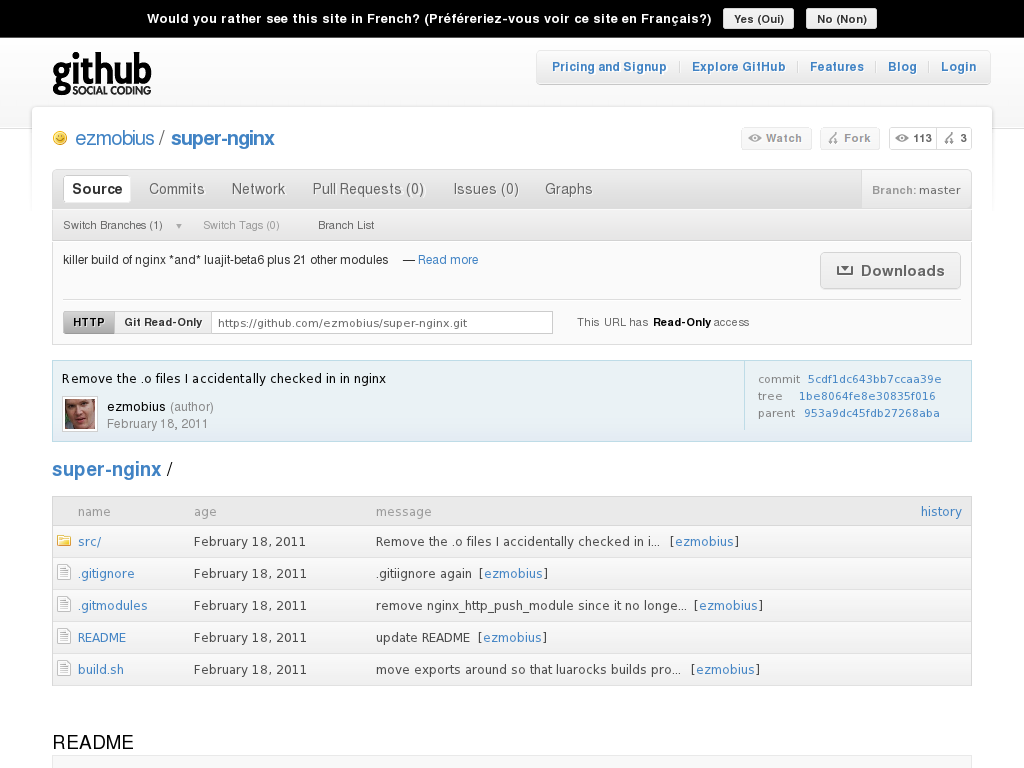 Would you rather see this site in French? (Préféreriez-vous voir ce site en Français?) Yes (Oui) No (Non)
github
SOCIAL CODING
Pricing and Signup Explore GitHub Features Blog Login
ezmobius / super-nginx Watch Fork 113 3
Source Commits Network Pull Requests (0) Issues (0) Graphs Branch: master
Switch Branches (1) Switch Tags (0) Branch List
killer build of nginx *and* luajit-beta6 plus 21 other modules — Read more
Downloads
HTTP Git Read-Only https://github.com/ezmobius/super-nginx.git This URL has Read-Only access
Remove the .o files I accidentally checked in in nginx
ezmobius (author)
February 18, 2011
commit 5cdf1dc643bb7ccaa39e
tree 1be8064fe8e30835f016
parent 953a9dc45fdb27268aba
super-nginx /
name age message history
src/ February 18, 2011 Remove the .o files I accidentally checked in i... [ezmobius]
.gitignore February 18, 2011 .gitiignore again [ezmobius]
.gitmodules February 18, 2011 remove nginx_http_push_module since it no longe... [ezmobius]
README February 18, 2011 update README [ezmobius]
build.sh February 18, 2011 move exports around so that luarocks builds pro... [ezmobius]
README